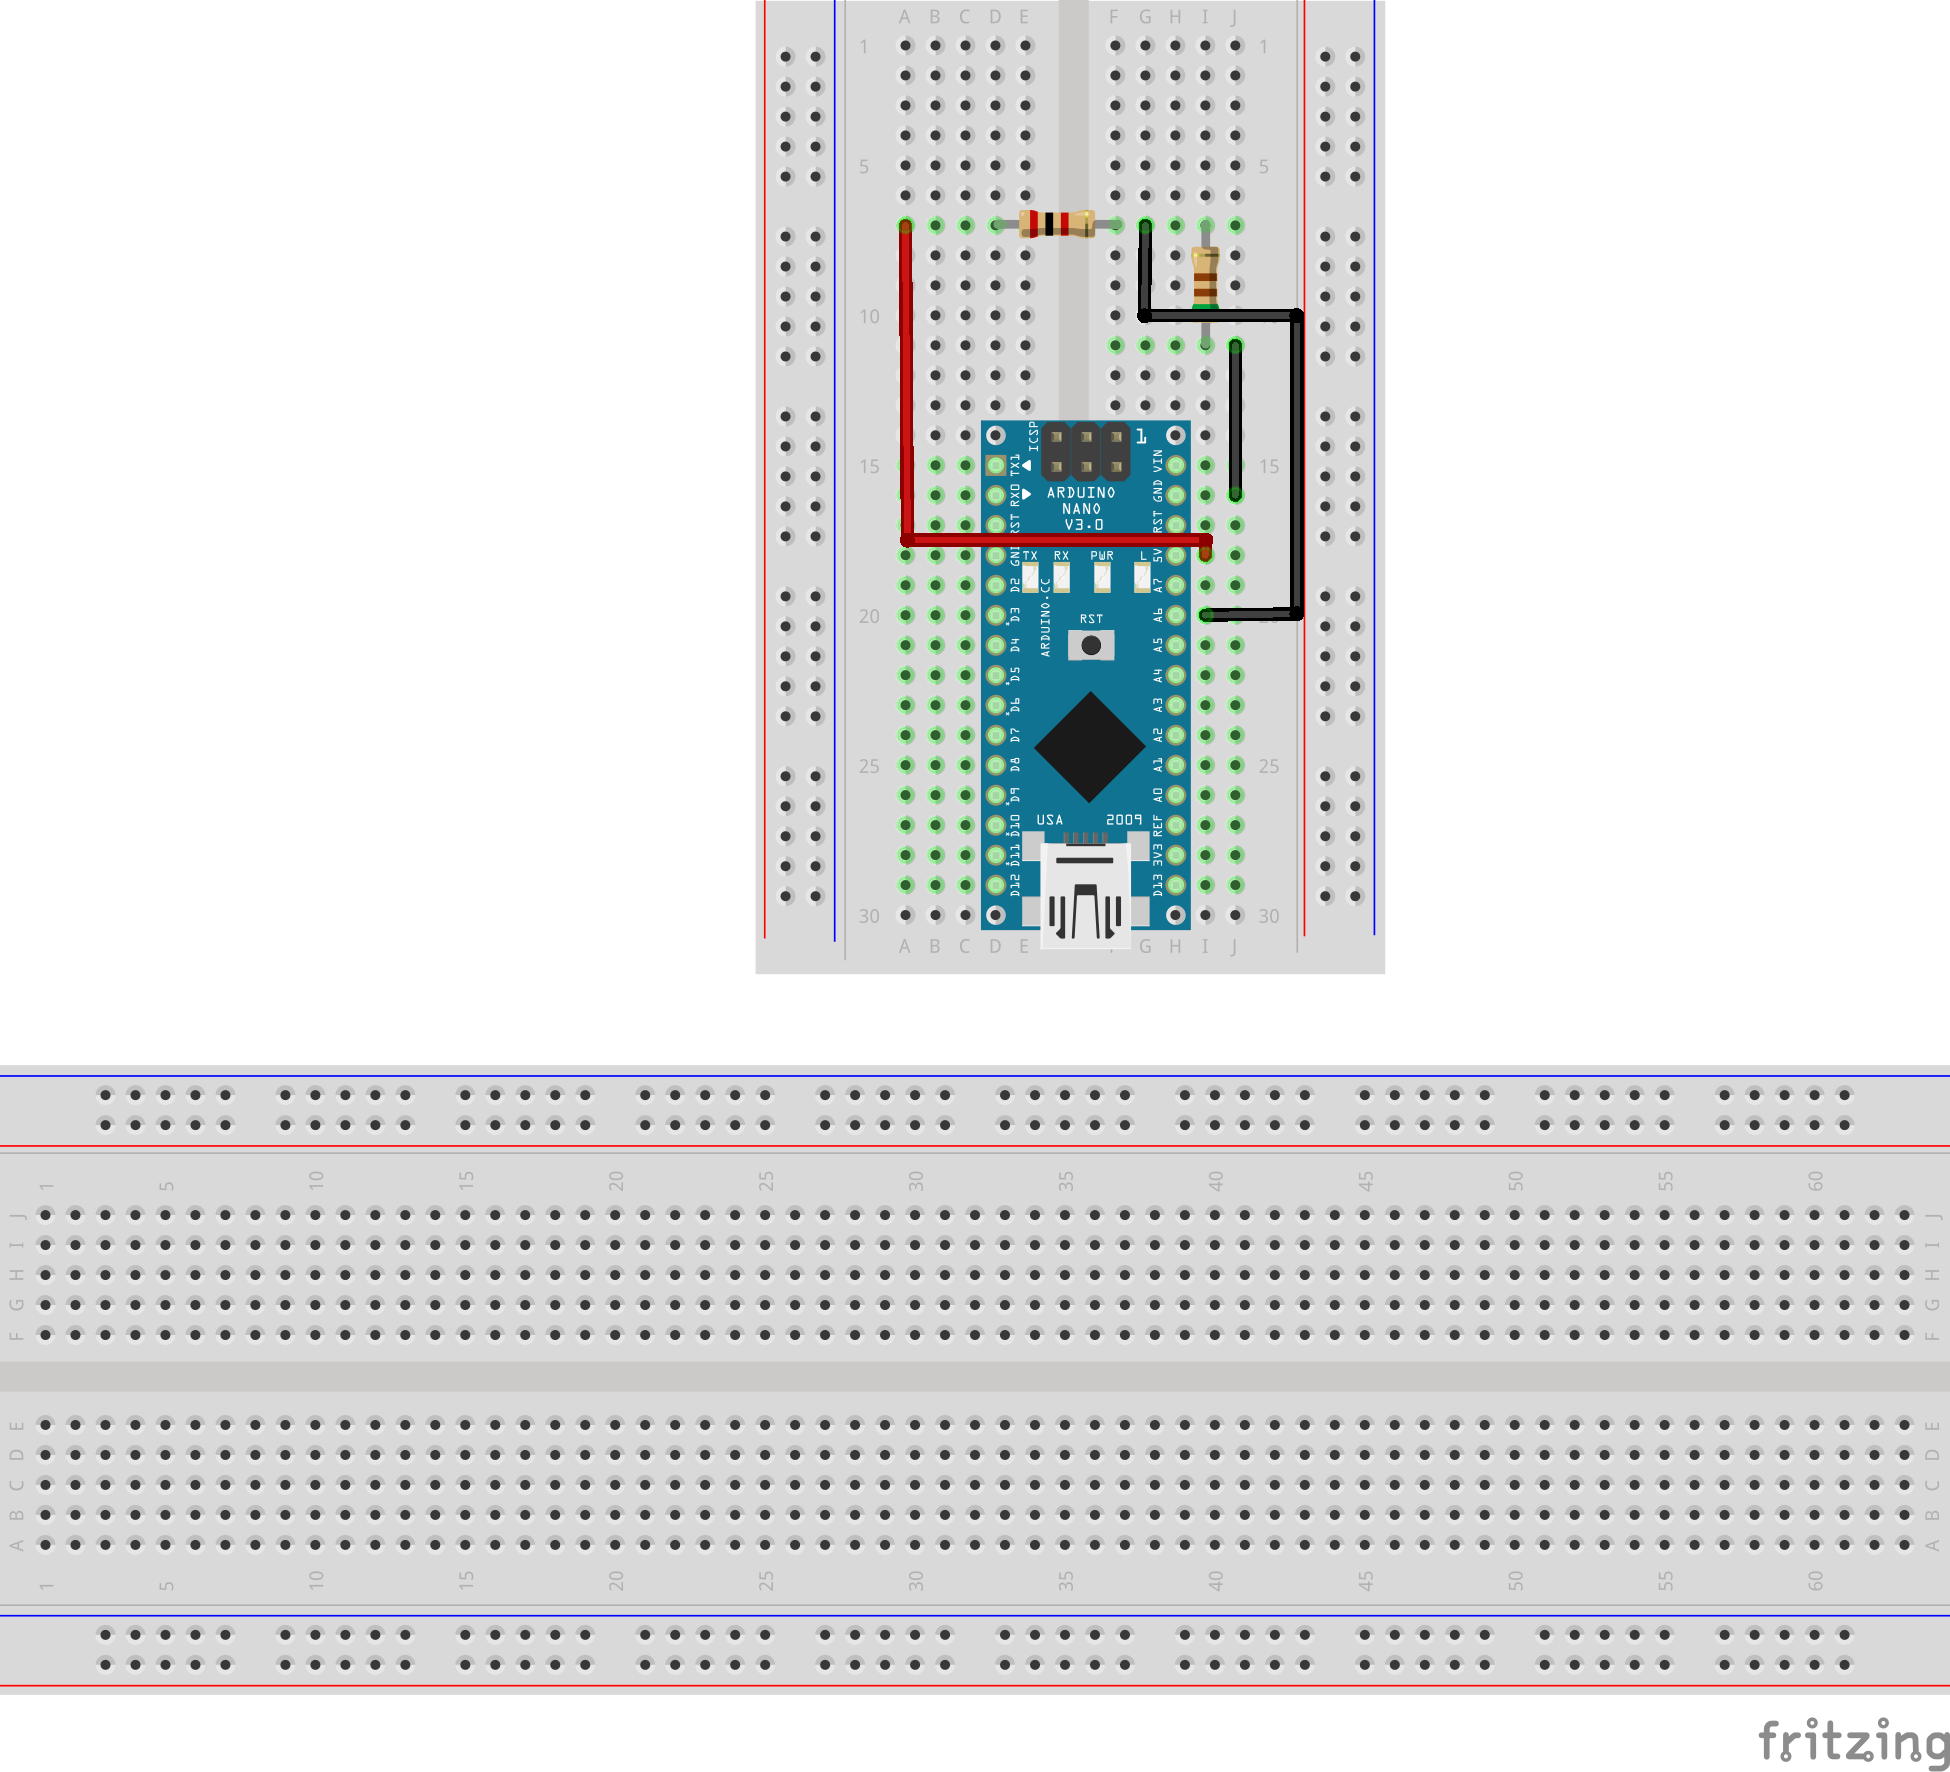 A B C D E F G H I J
1 1
5 5
10
15 15
20
25 25
30 30
ICSP
1
TX1
RX0
RST
GND
D2
D3
D4
D5
D6
D7
D8
D9
D10
D11
D12
VIN
GND
RST
5V
A7
A6
A5
A4
A3
A2
A1
A0
REF
3V3
D13
ARDUINO
NANO
V3.0
TX RX PWR L
ARDUINO.CC
RST
USA 2009
A B C D E G H I J
1 5 10 15 20 25 30 35 40 45 50 55 60
J J
I I
H H
G G
F F
E E
D D
C C
B B
A A
1 5 10 15 20 25 30 35 40 45 50 55 60
fritzing